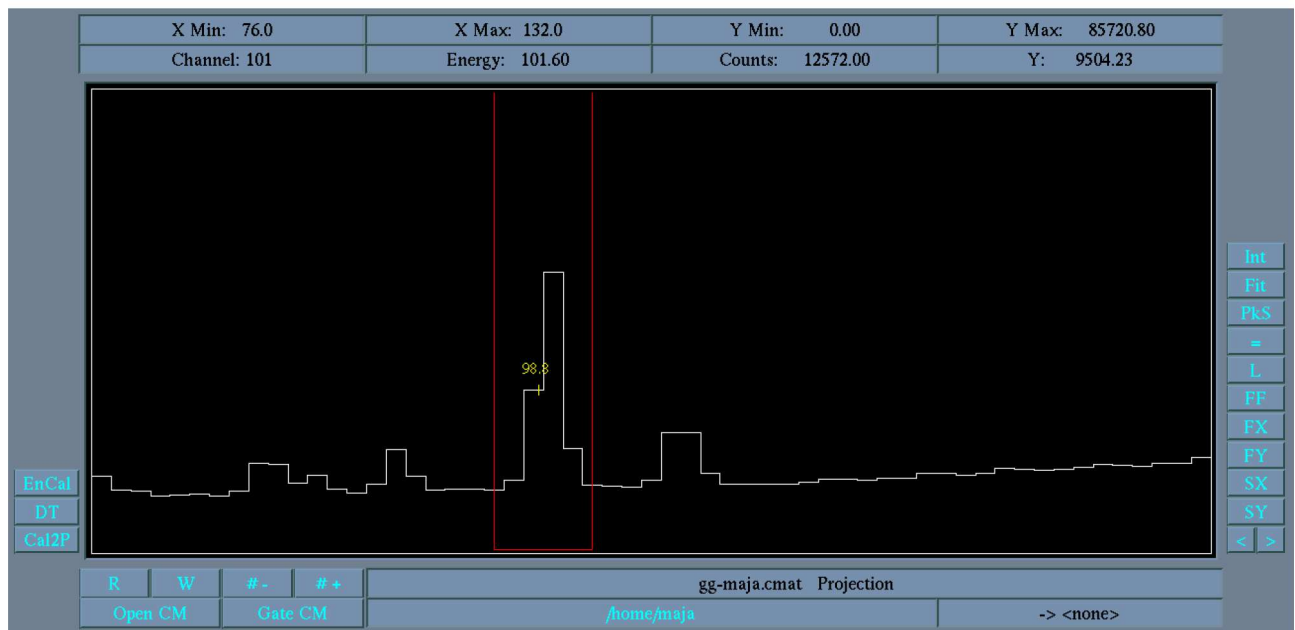 X Min: 76.0 X Max: 132.0 Y Min: 0.00 Y Max: 85720.80
Channel: 101 Energy: 101.60 Counts: 12572.00 Y: 9504.23
98.8
Int
Fit
PkS
=
L
FF
FX
FY
SX
SY
< >
EnCal
DT
Cal2P
R W # - # + gg-maja.cmat Projection
Open CM Gate CM /home/maja -> <none>